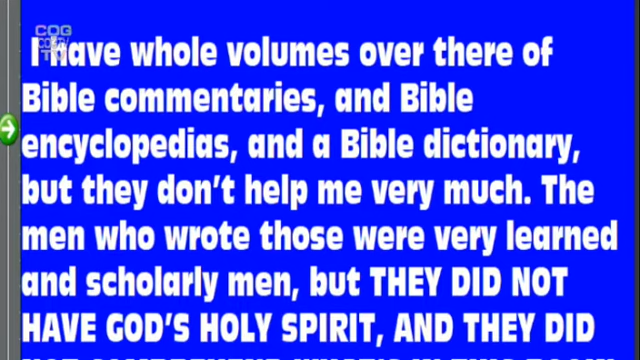 COG
TV
I have whole volumes over there of
Bible commentaries, and Bible
encyclopedias, and a Bible dictionary,
but they don't help me very much. The
men who wrote those were very learned
and scholarly men, but THEY DID NOT
HAVE GOD'S HOLY SPIRIT, AND THEY DID